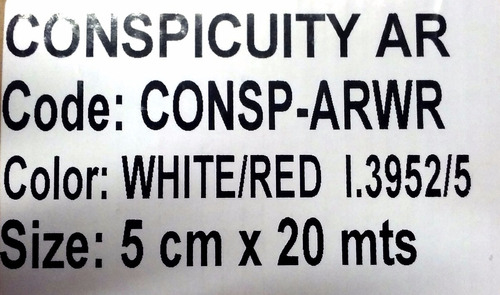 CONSPICUITY AR
Code: CONSP-ARWR
Color: WHITE/RED I.3952/5
Size: 5 cm x 20 mts